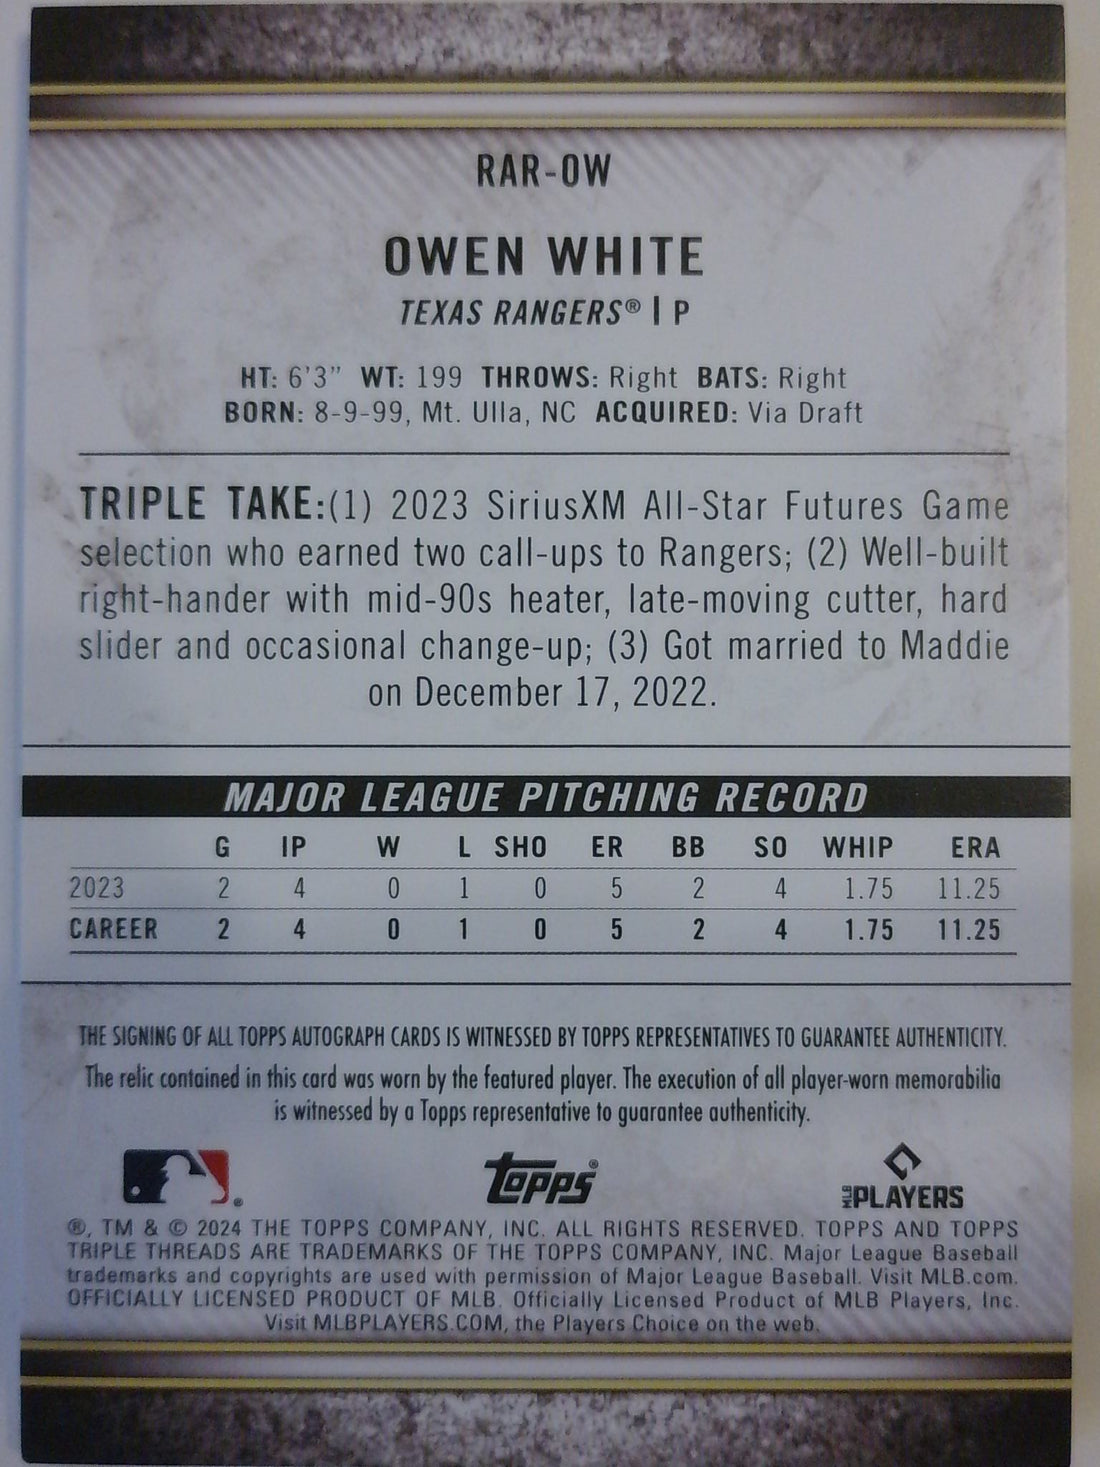 RAR-OW
OWEN WHITE
TEXAS RANGERS® | P
HT: 6'3" WT: 199 THROWS: Right BATS: Right
BORN: 8-9-99, Mt. Ulla, NC ACQUIRED: Via Draft
TRIPLE TAKE:(1) 2023 SiriusXM All-Star Futures Game
selection who earned two call-ups to Rangers; (2) Well-built
right-hander with mid-90s heater, late-moving cutter, hard
slider and occasional change-up; (3) Got married to Maddie
on December 17, 2022.
MAJOR LEAGUE PITCHING RECORD
G IP W L SHO ER BB SO WHIP ERA
2023 2 4 0 1 0 5 2 4 1.75 11.25
CAREER 2 4 0 1 0 5 2 4 1.75 11.25
THE SIGNING OF ALL TOPPS AUTOGRAPH CARDS IS WITNESSED BY TOPPS REPRESENTATIVES TO GUARANTEE AUTHENTICITY.
The relic contained in this card was worn by the featured player. The execution of all player-worn memorabilia
is witnessed by a Topps representative to guarantee authenticity.
® topps® MLB PLAYERS
®, TM & © 2024 THE TOPPS COMPANY, INC. ALL RIGHTS RESERVED. TOPPS AND TOPPS
TRIPLE THREADS ARE TRADEMARKS OF THE TOPPS COMPANY, INC. Major League Baseball
trademarks and copyrights are used with permission of Major League Baseball. Visit MLB.com.
OFFICIALLY LICENSED PRODUCT OF MLB. Officially Licensed Product of MLB Players, Inc.
Visit MLBPLAYERS.COM, the Players Choice on the web.